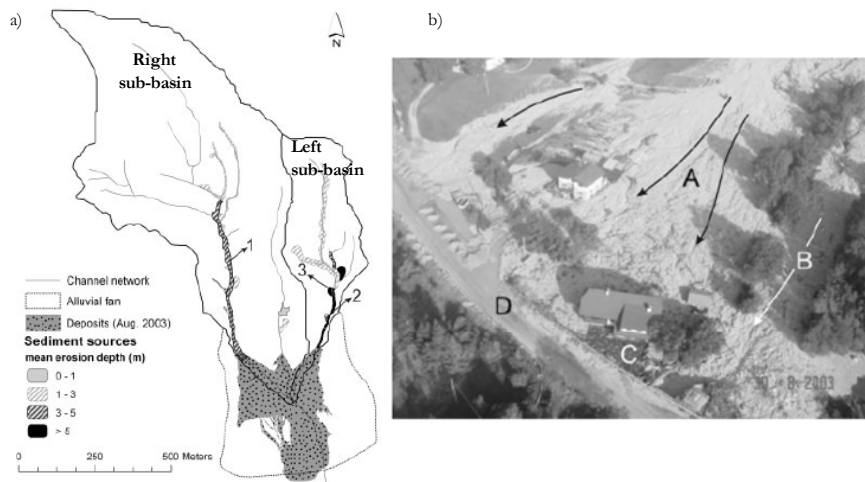 a)
b)
N
Right
sub-basin
Left
sub-basin
1
3
2
Channel network
Alluvial fan
Deposits (Aug. 2003)
Sediment sources
mean erosion depth (m)
0 - 1
1 - 3
3 - 5
> 5
0 250 500 Meters
A
B
C
D
30 8 2003